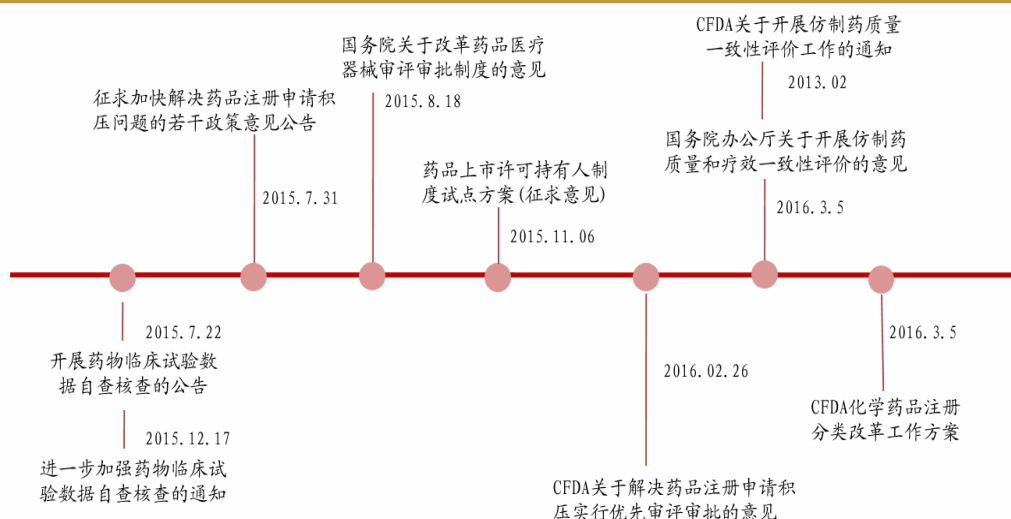 CFDA关于开展仿制药质量
一致性评价工作的通知
2013.02
国务院关于改革药品医疗
器械审评审批制度的意见
2015.8.18
征求加快解决药品注册申请积
压问题的若干政策意见公告
2015.7.31
国务院办公厅关于开展仿制药
质量和疗效一致性评价的意见
2016.3.5
药品上市许可持有人制
度试点方案(征求意见)
2015.11.06
2015.7.22
开展药物临床试验数
据自查核查的公告
2015.12.17
进一步加强药物临床试
验数据自查核查的通知
2016.02.26
CFDA关于解决药品注册申请积
压实行优先审评审批的意见
2016.3.5
CFDA化学药品注册
分类改革工作方案